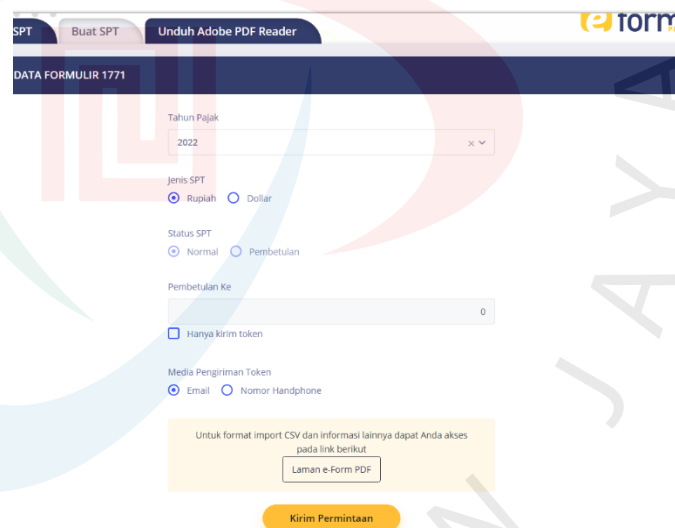 SPT
Buat SPT
Unduh Adobe PDF Reader
e form
DATA FORMULIR 1771
Tahun Pajak
2022
Jenis SPT
Rupiah
Dollar
Status SPT
Normal
Pembetulan
Pembetulan Ke
0
Hanya kirim token
Media Pengiriman Token
Email
Nomor Handphone
Untuk format import CSV dan informasi lainnya dapat Anda akses
pada link berikut
Laman e-Form PDF
Kirim Permintaan
J A Y A